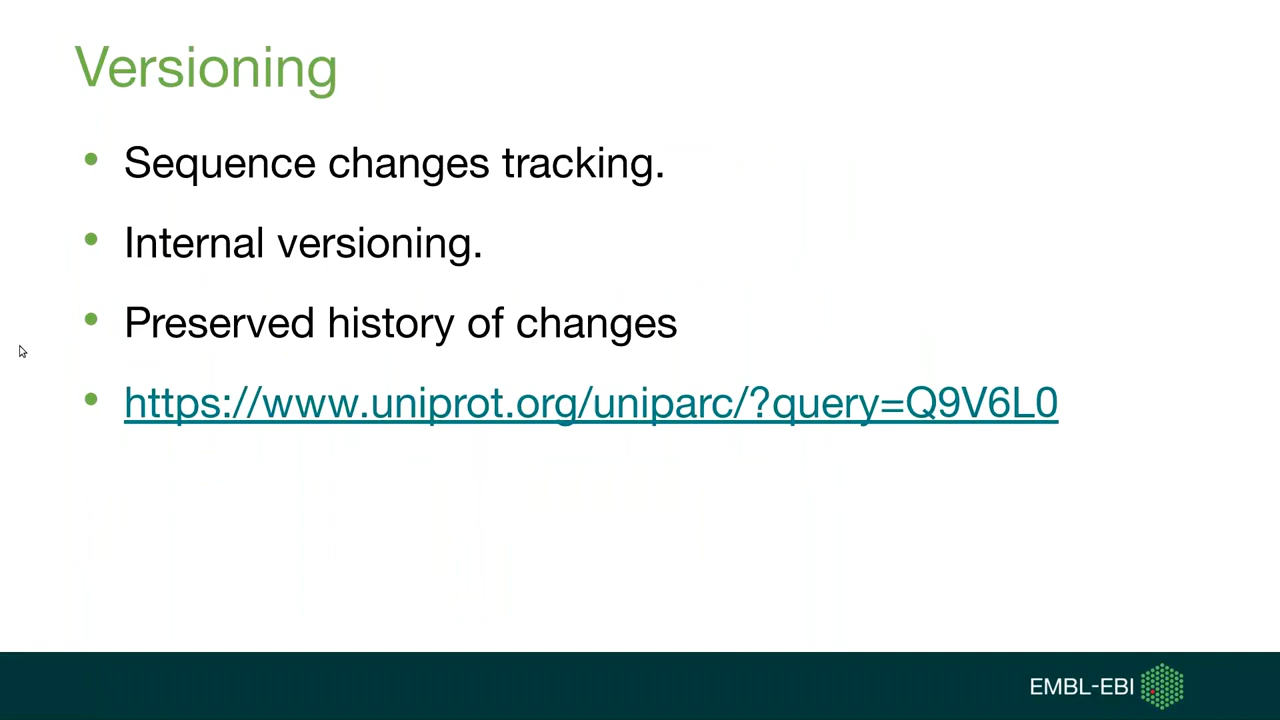 Versioning
• Sequence changes tracking.
• Internal versioning.
• Preserved history of changes
• https://www.uniprot.org/uniparc/?query=Q9V6L0
EMBL-EBI